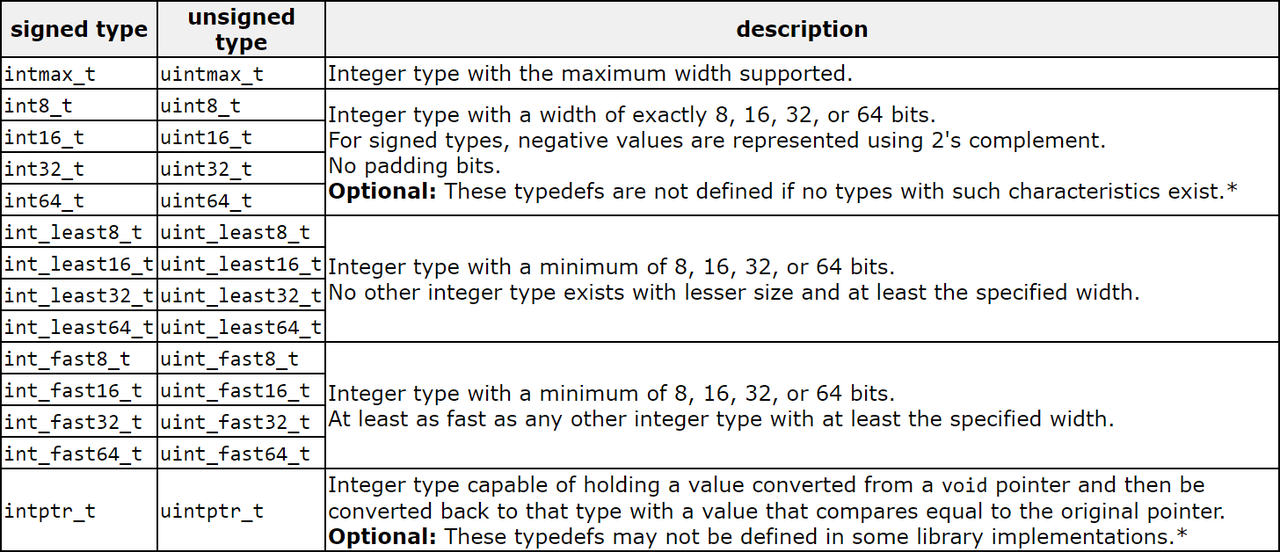 signed type unsigned type description
intmax_t uintmax_t Integer type with the maximum width supported.
int8_t uint8_t
int16_t uint16_t
int32_t uint32_t
int64_t uint64_t
Integer type with a width of exactly 8, 16, 32, or 64 bits.
For signed types, negative values are represented using 2's complement.
No padding bits.
Optional: These typedefs are not defined if no types with such characteristics exist.*
int_least8_t uint_least8_t
int_least16_t uint_least16_t
int_least32_t uint_least32_t
int_least64_t uint_least64_t
Integer type with a minimum of 8, 16, 32, or 64 bits.
No other integer type exists with lesser size and at least the specified width.
int_fast8_t uint_fast8_t
int_fast16_t uint_fast16_t
int_fast32_t uint_fast32_t
int_fast64_t uint_fast64_t
Integer type with a minimum of 8, 16, 32, or 64 bits.
At least as fast as any other integer type with at least the specified width.
intptr_t uintptr_t
Integer type capable of holding a value converted from a void pointer and then be
converted back to that type with a value that compares equal to the original pointer.
Optional: These typedefs may not be defined in some library implementations.*